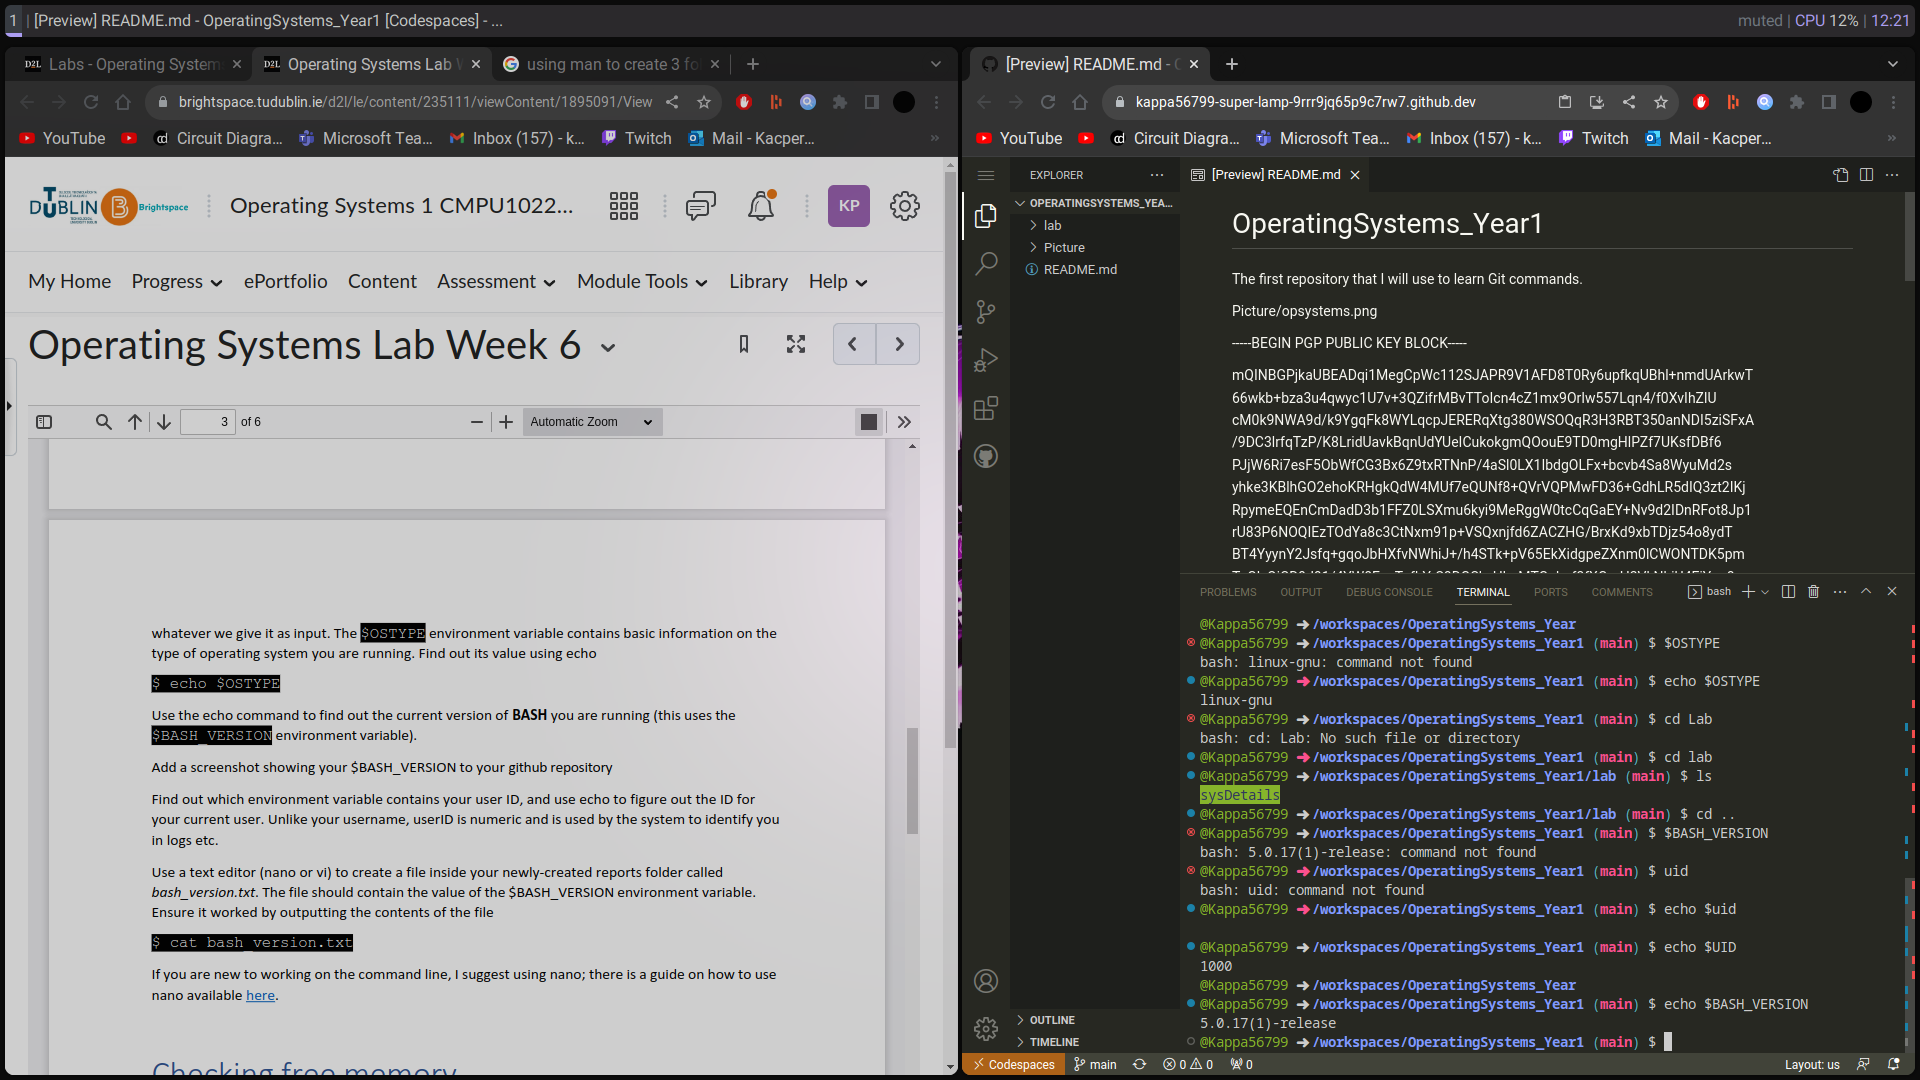 1 | [Preview] README.md - OperatingSystems_Year1 [Codespaces] - ...
muted | CPU 12% | 12:21
Labs - Operating System
Operating Systems Lab W
using man to create 3 fo
brightspace.tudublin.ie/d2l/le/content/235111/viewContent/1895091/View
YouTube
Circuit Diagra...
Microsoft Tea...
Inbox (157) - k...
Twitch
Mail - Kacper...
DUBLIN
Brightspace
Operating Systems 1 CMPU1022...
KP
My Home
Progress
ePortfolio
Content
Assessment
Module Tools
Library
Help
Operating Systems Lab Week 6
3 of 6
Automatic Zoom
whatever we give it as input. The $OSTYPE environment variable contains basic information on the
type of operating system you are running. Find out its value using echo
$ echo $OSTYPE
Use the echo command to find out the current version of BASH you are running (this uses the
$BASH_VERSION environment variable).
Add a screenshot showing your $BASH_VERSION to your github repository
Find out which environment variable contains your user ID, and use echo to figure out the ID for
your current user. Unlike your username, userID is numeric and is used by the system to identify you
in logs etc.
Use a text editor (nano or vi) to create a file inside your newly-created reports folder called
bash_version.txt. The file should contain the value of the $BASH_VERSION environment variable.
Ensure it worked by outputting the contents of the file
$ cat bash_version.txt
If you are new to working on the command line, I suggest using nano; there is a guide on how to use
nano available here.
Checking free memory
[Preview] README.md - O
kappa56799-super-lamp-9rrr9jq65p9c7rw7.github.dev
YouTube
Circuit Diagra...
Microsoft Tea...
Inbox (157) - k...
Twitch
Mail - Kacper...
EXPLORER
OPERATINGSYSTEMS_YEA...
lab
Picture
README.md
OUTLINE
TIMELINE
[Preview] README.md
OperatingSystems_Year1
The first repository that I will use to learn Git commands.
Picture/opsystems.png
-----BEGIN PGP PUBLIC KEY BLOCK-----
mQINBGPjkaUBEADqi1MegCpWc112SJAPR9V1AFD8T0Ry6upfkqUBhl+nmdUArkwT
66wkb+bza3u4qwyc1U7v+3QZifrMBvTTolcn4cZ1mx9Orlw557Lqn4/f0XvIhZIU
cM0k9NWA9d/k9YgqFk8WYLqcpJERERqXtg380WSOQqR3H3RBT350anNDI5ziSFxA
/9DC3lrfqTzP/K8LridUavkBqnUdYUelCukokgmQOouE9TD0mgHIPZf7UKsfDBf6
PJjW6Ri7esF5ObWfCG3Bx6Z9txRTNnP/4aSl0LX1IbdgOLFx+bcvb4Sa8WyuMd2s
yhke3KBlhGO2ehoKRHgkQdW4MUf7eQUNf8+QVrVQPMwFD36+GdhLR5dIQ3zt2IKj
RpymeEQEnCmDadD3b1FFZ0LSXmu6kyi9MeRggW0tcCqGaEY+Nv9d2IDnRFot8Jp1
rU83P6NOQIEzTOdYa8c3CtNxm91p+VSQxnjfd6ZACZHG/BrxKd9xbTDjz54o8ydT
BT4YyynY2Jsfq+gqoJbHXfvNWhiJ+/h4STk+pV65EkXidgpeZXnm0lCWONTDK5pm
PROBLEMS
OUTPUT
DEBUG CONSOLE
TERMINAL
PORTS
COMMENTS
bash
@Kappa56799 ➜/workspaces/OperatingSystems_Year
@Kappa56799 ➜/workspaces/OperatingSystems_Year1 (main) $ $OSTYPE
bash: linux-gnu: command not found
@Kappa56799 ➜/workspaces/OperatingSystems_Year1 (main) $ echo $OSTYPE
linux-gnu
@Kappa56799 ➜/workspaces/OperatingSystems_Year1 (main) $ cd Lab
bash: cd: Lab: No such file or directory
@Kappa56799 ➜/workspaces/OperatingSystems_Year1 (main) $ cd lab
@Kappa56799 ➜/workspaces/OperatingSystems_Year1/lab (main) $ ls
sysDetails
@Kappa56799 ➜/workspaces/OperatingSystems_Year1/lab (main) $ cd ..
@Kappa56799 ➜/workspaces/OperatingSystems_Year1 (main) $ $BASH_VERSION
bash: 5.0.17(1)-release: command not found
@Kappa56799 ➜/workspaces/OperatingSystems_Year1 (main) $ uid
bash: uid: command not found
@Kappa56799 ➜/workspaces/OperatingSystems_Year1 (main) $ echo $uid
@Kappa56799 ➜/workspaces/OperatingSystems_Year1 (main) $ echo $UID
1000
@Kappa56799 ➜/workspaces/OperatingSystems_Year
@Kappa56799 ➜/workspaces/OperatingSystems_Year1 (main) $ echo $BASH_VERSION
5.0.17(1)-release
@Kappa56799 ➜/workspaces/OperatingSystems_Year1 (main) $
Codespaces
main
0 0
0
Layout: us